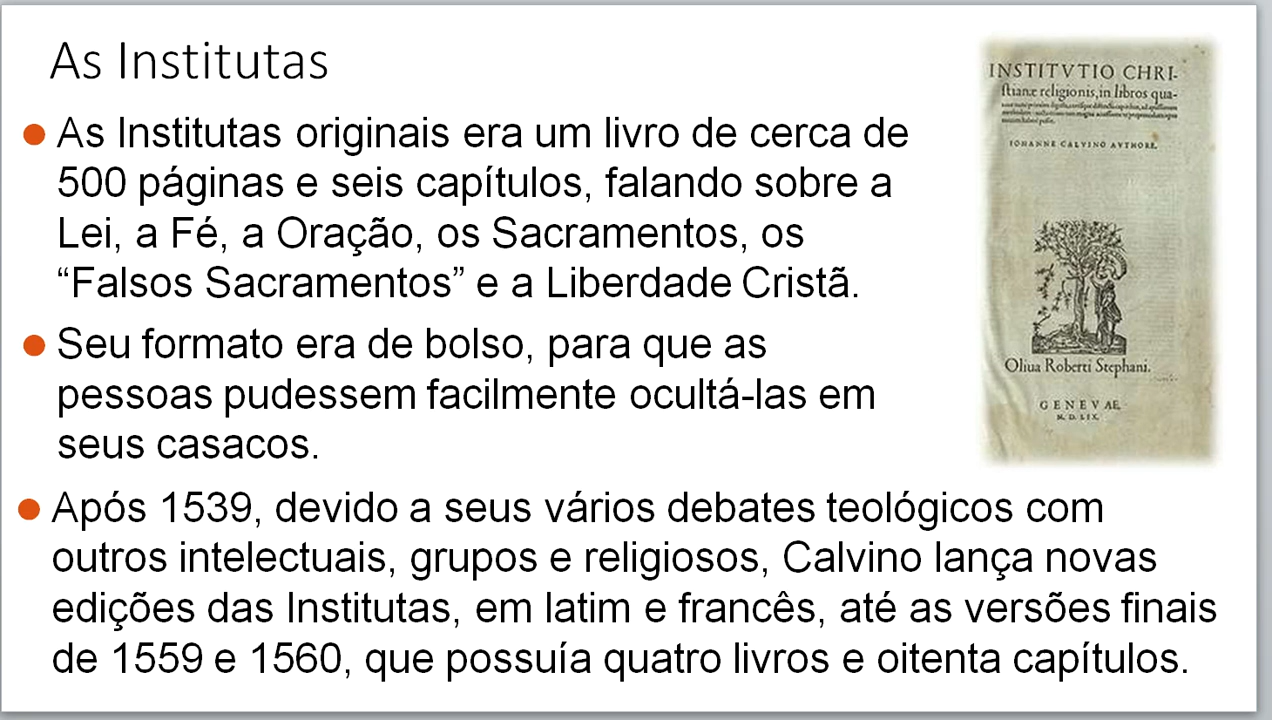 As Institutas
As Institutas originais era um livro de cerca de
500 páginas e seis capítulos, falando sobre a
Lei, a Fé, a Oração, os Sacramentos, os
“Falsos Sacramentos” e a Liberdade Cristã.
Seu formato era de bolso, para que as
pessoas pudessem facilmente ocultá-las em
seus casacos.
Após 1539, devido a seus vários debates teológicos com
outros intelectuais, grupos e religiosos, Calvino lança novas
edições das Institutas, em latim e francês, até as versões finais
de 1559 e 1560, que possuía quatro livros e oitenta capítulos.
INSTITVTIO CHRI-
stianæ religionis, in libros qua-
IOHANNE CALVINO AVTHORE.
Oliua Roberti Stephani.
GENEVAE.
M. D. LIX.